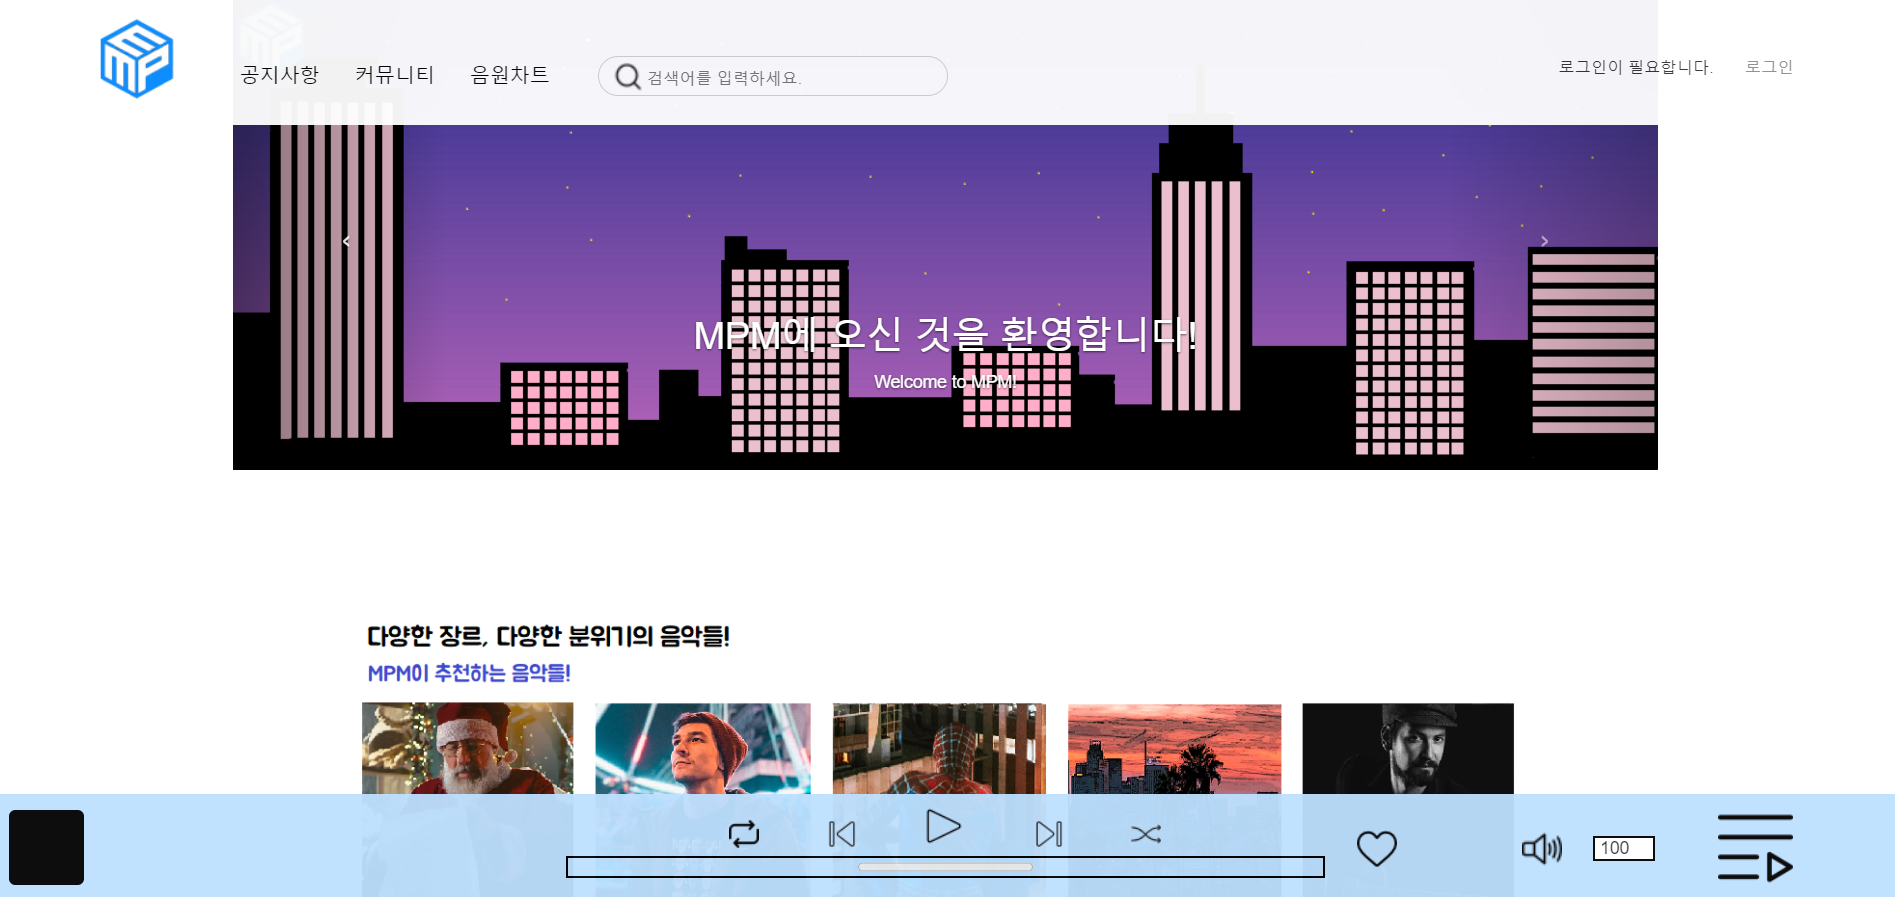 MPM
공지사항 커뮤니티 음원차트 검색어를 입력하세요. 로그인이 필요합니다. 로그인
MPM에 오신 것을 환영합니다!
Welcome to MPM!
다양한 장르, 다양한 분위기의 음악들!
MPM이 추천하는 음악들!
100